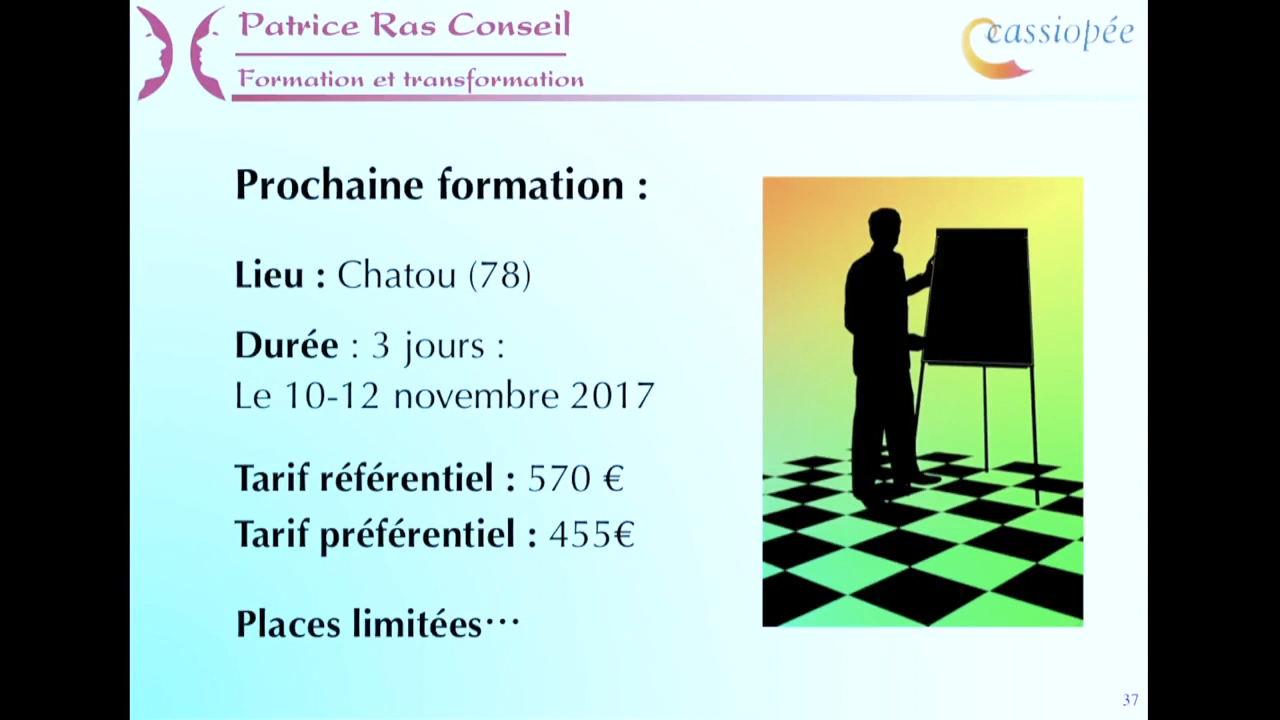 Patrice Ras Conseil
Formation et transformation
cassiopée
Prochaine formation :
Lieu : Chatou (78)
Durée : 3 jours :
Le 10-12 novembre 2017
Tarif référentiel : 570 €
Tarif préférentiel : 455€
Places limitées…
37